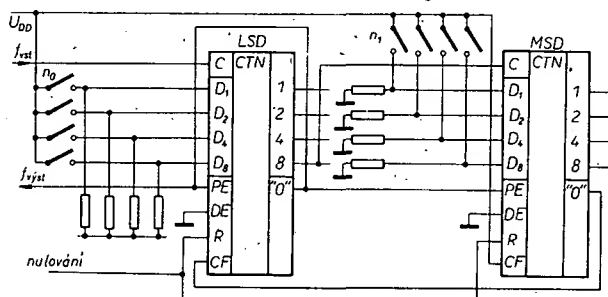 U_DD
f_vst
n_0
LSD
C
CTN
D_1
D_2
D_4
D_8
PE
DE
R
CF
1
2
4
8
"0"
n_1
MSD
C
CTN
D_1
D_2
D_4
D_8
PE
DE
R
CF
1
2
4
8
"0"
f_výst
nulování